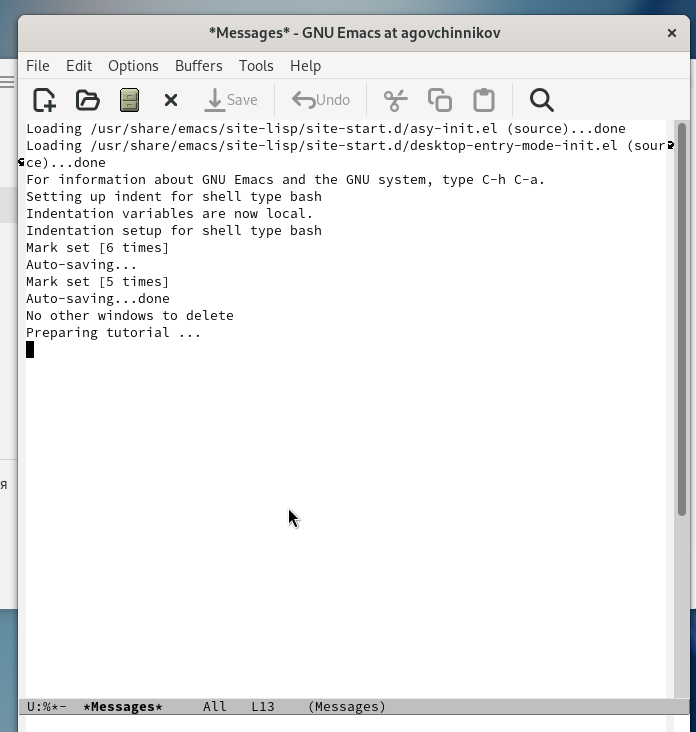 *Messages* - GNU Emacs at agovchinnikov
File Edit Options Buffers Tools Help
Save Undo
Loading /usr/share/emacs/site-lisp/site-start.d/asy-init.el (source)...done
Loading /usr/share/emacs/site-lisp/site-start.d/desktop-entry-mode-init.el (sour
ce)...done
For information about GNU Emacs and the GNU system, type C-h C-a.
Setting up indent for shell type bash
Indentation variables are now local.
Indentation setup for shell type bash
Mark set [6 times]
Auto-saving...
Mark set [5 times]
Auto-saving...done
No other windows to delete
Preparing tutorial ...
я
U:%*- *Messages* All L13 (Messages)